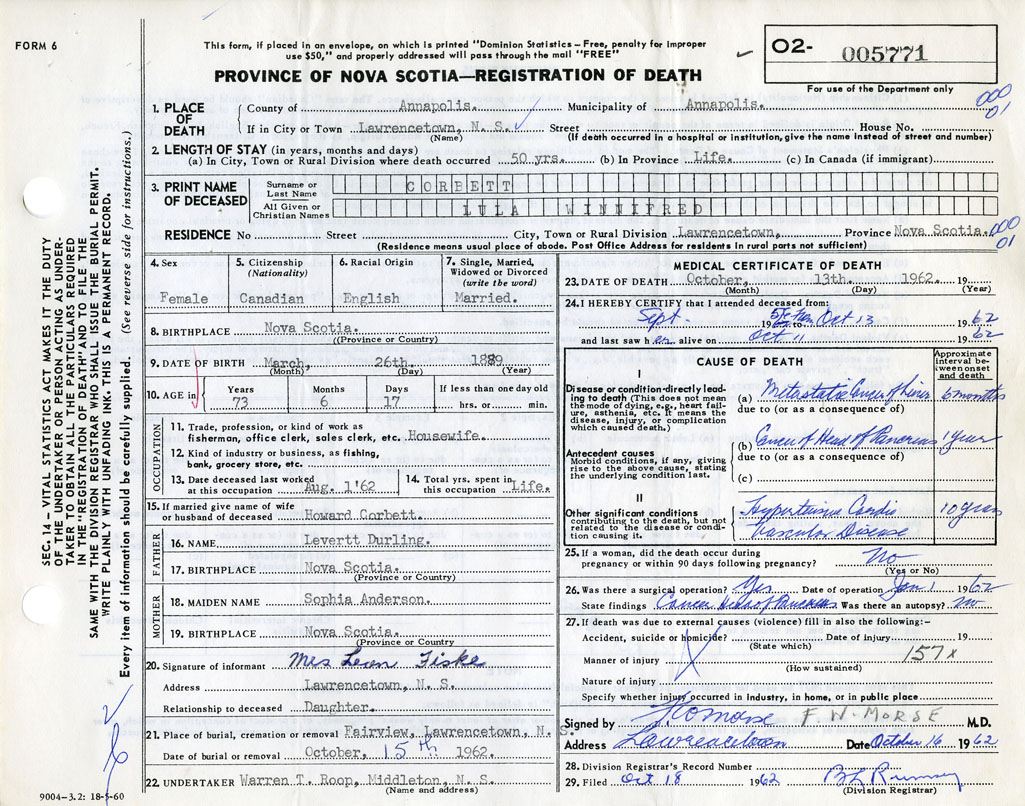 FORM 6
This form, if placed in an envelope, on which is printed "Dominion Statistics – Free, penalty for improper
use $50," and properly addressed will pass through the mail "FREE"
O2- 005771
For use of the Department only
PROVINCE OF NOVA SCOTIA—REGISTRATION OF DEATH
000
01
1. PLACE OF DEATH
County of Annapolis. Municipality of Annapolis.
If in City or Town Lawrencetown, N. S. Street House No.
(Name) (If death occurred in a hospital or institution, give the name instead of street and number)
2. LENGTH OF STAY (in years, months and days)
(a) In City, Town or Rural Division where death occurred 50 yrs. (b) In Province Life. (c) In Canada (if immigrant)
3. PRINT NAME OF DECEASED
Surname or Last Name CORBETT
All Given or Christian Names LULA WINNIFRED
RESIDENCE No Street City, Town or Rural Division Lawrencetown, Province Nova Scotia.
000
01
(Residence means usual place of abode. Post Office Address for residents in rural parts not sufficient)
4. Sex
Female
5. Citizenship (Nationality)
Canadian
6. Racial Origin
English
7. Single, Married, Widowed or Divorced (write the word)
Married.
8. BIRTHPLACE Nova Scotia.
(Province or Country)
9. DATE OF BIRTH March, 26th. 1889
(Month) (Day) (Year)
10. AGE in
Years Months Days If less than one day old
73 6 17 hrs. or min.
OCCUPATION
11. Trade, profession, or kind of work as
fisherman, office clerk, sales clerk, etc. Housewife.
12. Kind of industry or business, as fishing,
bank, grocery store, etc.
13. Date deceased last worked
at this occupation Aug. 1'62
14. Total yrs. spent in
this occupation Life.
15. If married give name of wife
or husband of deceased Howard Corbett.
FATHER
16. NAME Levertt Durling.
17. BIRTHPLACE Nova Scotia.
(Province or Country)
MOTHER
18. MAIDEN NAME Sophia Anderson.
19. BIRTHPLACE Nova Scotia.
(Province or Country
20. Signature of informant Mrs Leon Fiske
Address Lawrencetown, N. S.
Relationship to deceased Daughter.
21. Place of burial, cremation or removal Fairview, Lawrencetown, N. S.
Date of burial or removal October, 15th 1962.
22. UNDERTAKER Warren T. Roop, Middleton, N. S.
(Name and address)
9004–3.2: 18-5-60
SEC. 14 – VITAL STATISTICS ACT MAKES IT THE DUTY
OF THE UNDERTAKER OR PERSON ACTING AS UNDER-
TAKER "TO OBTAIN ALL THE PARTICULARS REQUIRED
IN THE "REGISTRATION OF DEATH" AND TO FILE THE
SAME WITH THE DIVISION REGISTRAR WHO SHALL ISSUE THE BURIAL PERMIT.
WRITE PLAINLY WITH UNFADING INK. THIS IS A PERMANENT RECORD.
Every item of information should be carefully supplied. (See reverse side for instructions.)
MEDICAL CERTIFICATE OF DEATH
23. DATE OF DEATH October, 13th. 1962. 19
(Month) (Day) (Year)
24. I HEREBY CERTIFY that I attended deceased from:
Sept. 19 to Oct 13 1962
and last saw h er alive on Oct 11 1962
CAUSE OF DEATH
Approximate interval between onset and death
I
Disease or condition directly lead-
ing to death (This does not mean
the mode of dying, e.g., heart fail-
ure, asthenia, etc. It means the
disease, injury, or complication
which caused death.)
(a) Metastatic Cancer of Liver 6 months
due to (or as a consequence of)
Antecedent causes
Morbid conditions, if any, giving
rise to the above cause, stating
the underlying condition last.
(b) Cancer of Head of Pancreas 1 year
due to (or as a consequence of)
(c)
II
Other significant conditions
contributing to the death, but not
related to the disease or condi-
tion causing it.
Hypertensive Cardio 10 years
Vascular Disease
25. If a woman, did the death occur during
pregnancy or within 90 days following pregnancy? No
(Yes or No)
26. Was there a surgical operation? Yes Date of operation Jan 1 1962
State findings Cancer Head of Pancreas Was there an autopsy? no
27. If death was due to external causes (violence) fill in also the following:–
Accident, suicide or homicide? Date of injury 19
(State which)
157x
Manner of injury
(How sustained)
Nature of injury
Specify whether injury occurred in industry, in home, or in public place
Signed by F W Morse F. W. MORSE M.D.
Address Lawrencetown Date October 16 1962
28. Division Registrar's Record Number
29. Filed Oct 18 1962
(Division Registrar)